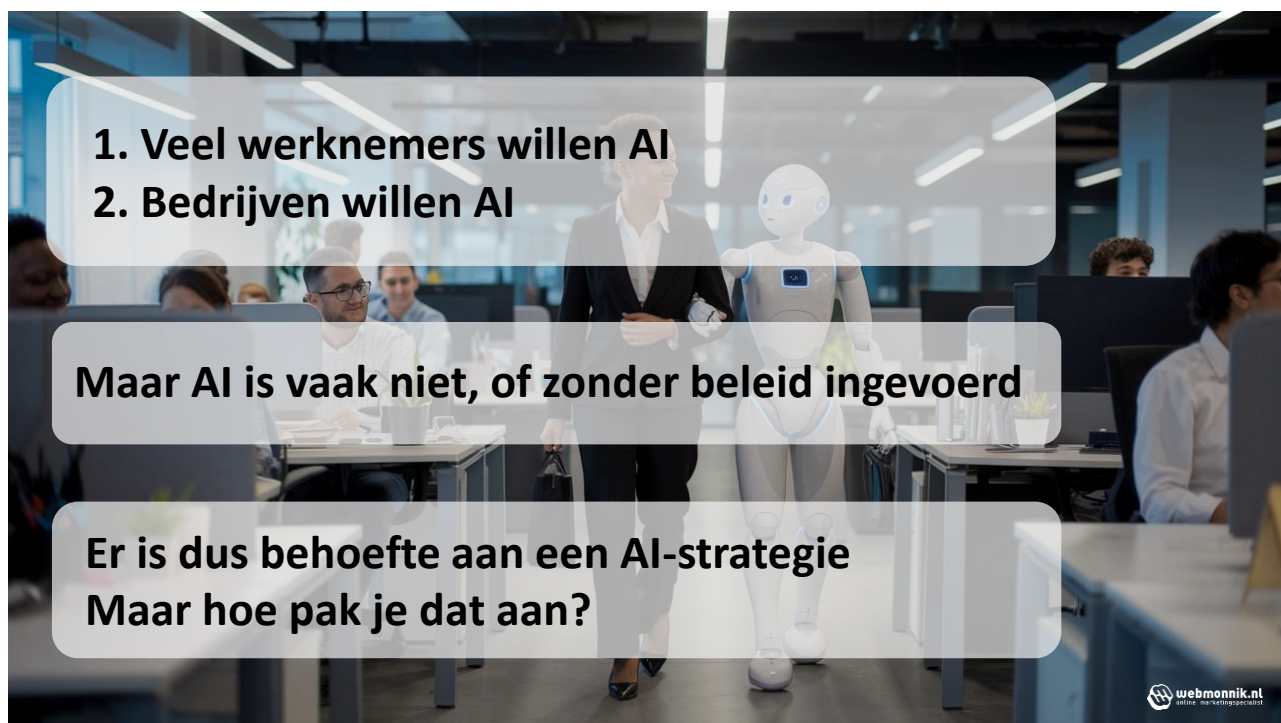 1. Veel werknemers willen AI
2. Bedrijven willen AI
Maar AI is vaak niet, of zonder beleid ingevoerd
Er is dus behoefte aan een AI-strategie
Maar hoe pak je dat aan?
webmonnik.nl
online marketingspecialist